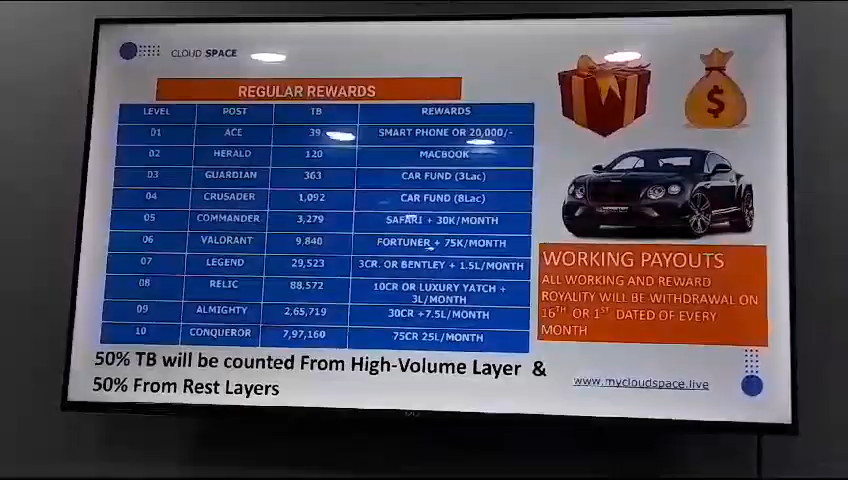 CLOUD SPACE
REGULAR REWARDS
LEVEL POST TB REWARDS
01 ACE 39 SMART PHONE OR 20,000/-
02 HERALD 120 MACBOOK
03 GUARDIAN 363 CAR FUND (3Lac)
04 CRUSADER 1,092 CAR FUND (8Lac)
05 COMMANDER 3,279 SAFARI + 30K/MONTH
06 VALORANT 9,840 FORTUNER + 75K/MONTH
07 LEGEND 29,523 3CR. OR BENTLEY + 1.5L/MONTH
08 RELIC 88,572 10CR OR LUXURY YATCH +
3L/MONTH
09 ALMIGHTY 2,65,719 30CR +7.5L/MONTH
10 CONQUEROR 7,97,160 75CR 25L/MONTH
50% TB will be counted From High-Volume Layer &
50% From Rest Layers
$
WORKING PAYOUTS
ALL WORKING AND REWARD
ROYALITY WILL BE WITHDRAWAL ON
16TH OR 1ST DATED OF EVERY
MONTH
www.mycloudspace.live